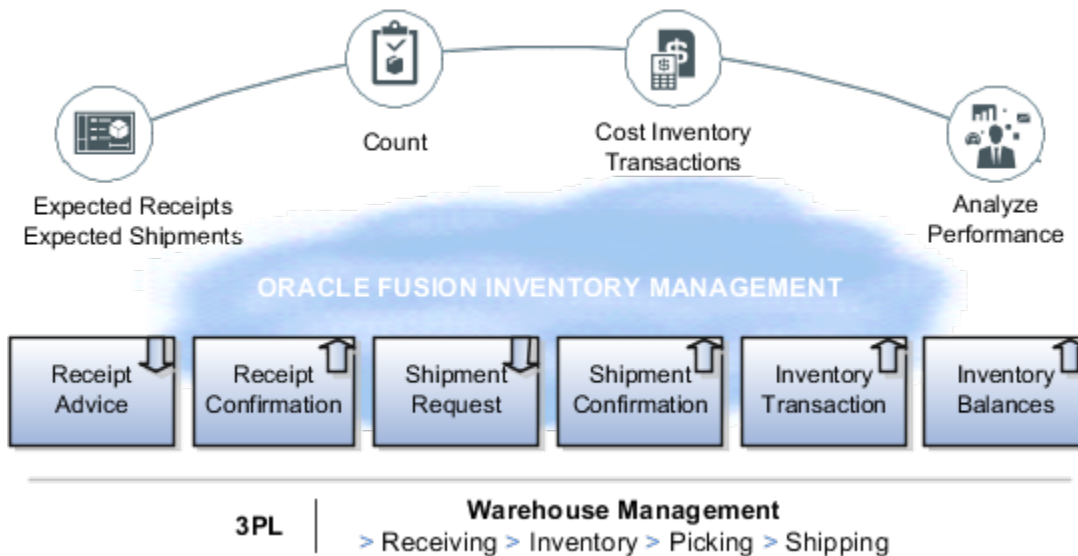 Expected Receipts
Expected Shipments
Count
Cost Inventory
Transactions
Analyze
Performance
ORACLE FUSION INVENTORY MANAGEMENT
Receipt
Advice
Receipt
Confirmation
Shipment
Request
Shipment
Confirmation
Inventory
Transaction
Inventory
Balances
3PL
Warehouse Management
> Receiving > Inventory > Picking > Shipping